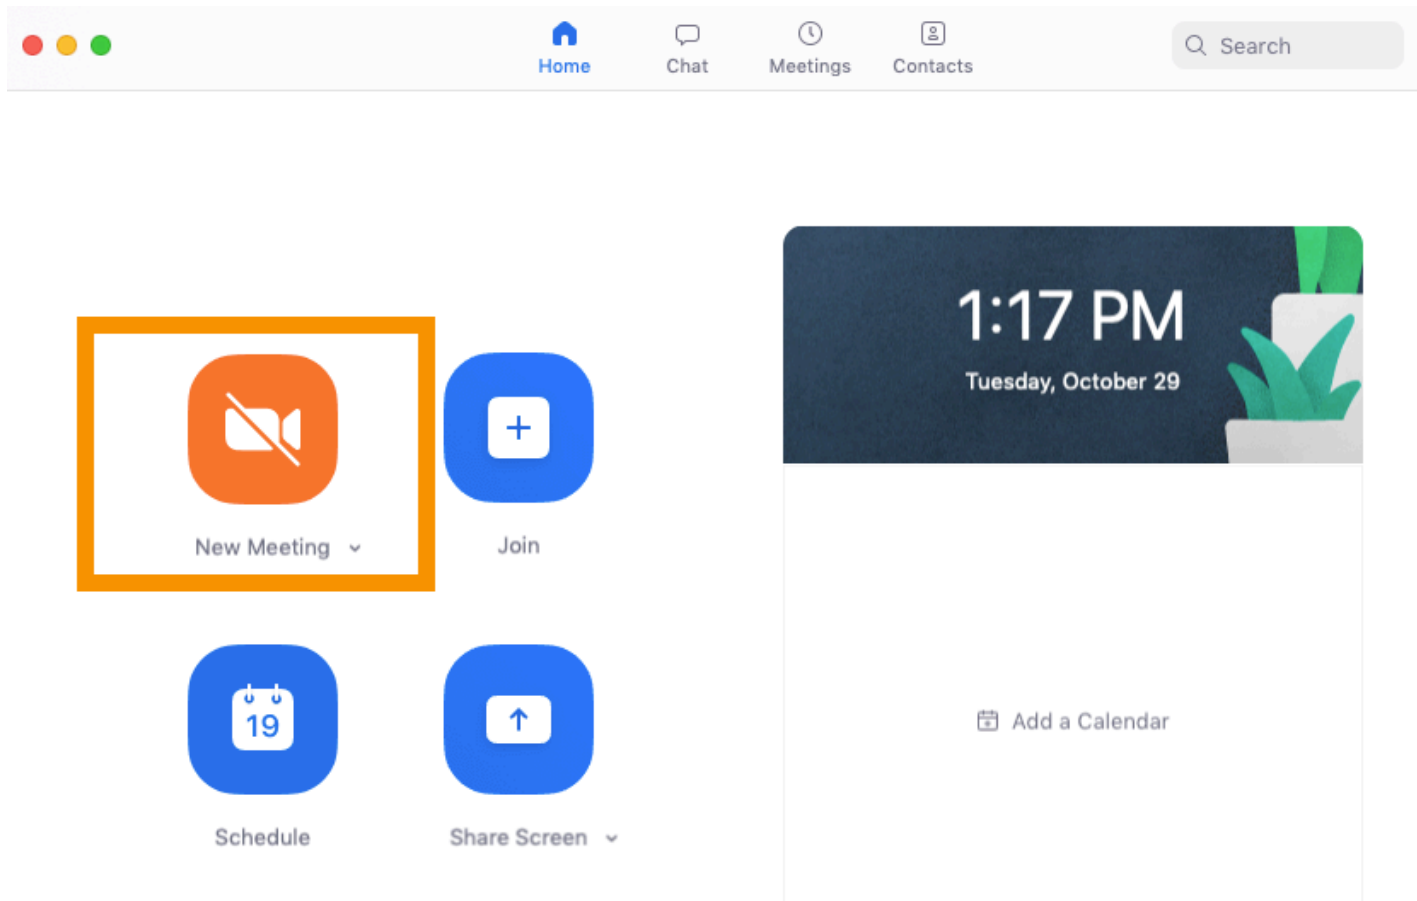 Home
Chat
Meetings
Contacts
Search
1:17 PM
Tuesday, October 29
New Meeting
Join
19
Schedule
Share Screen
Add a Calendar